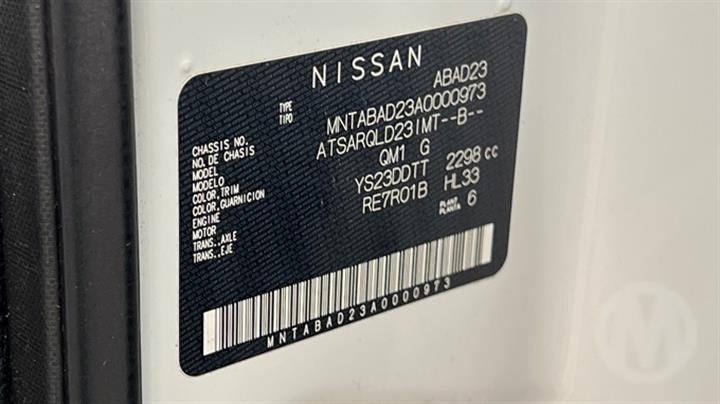 NISSAN
TYPE TIPO ABAD23
CHASSIS NO. NO. DE CHASIS MNTABAD23A0000973
MODEL MODELO ATSARQLD23IMT--B--
COLOR, TRIM COLOR, GUARNICION QM1 G
ENGINE MOTOR YS23DDTT 2298 CC
TRANS., AXLE TRANS., EJE RE7R01B HL33
PLANT PLANTA 6
MNTABAD23A0000973
M